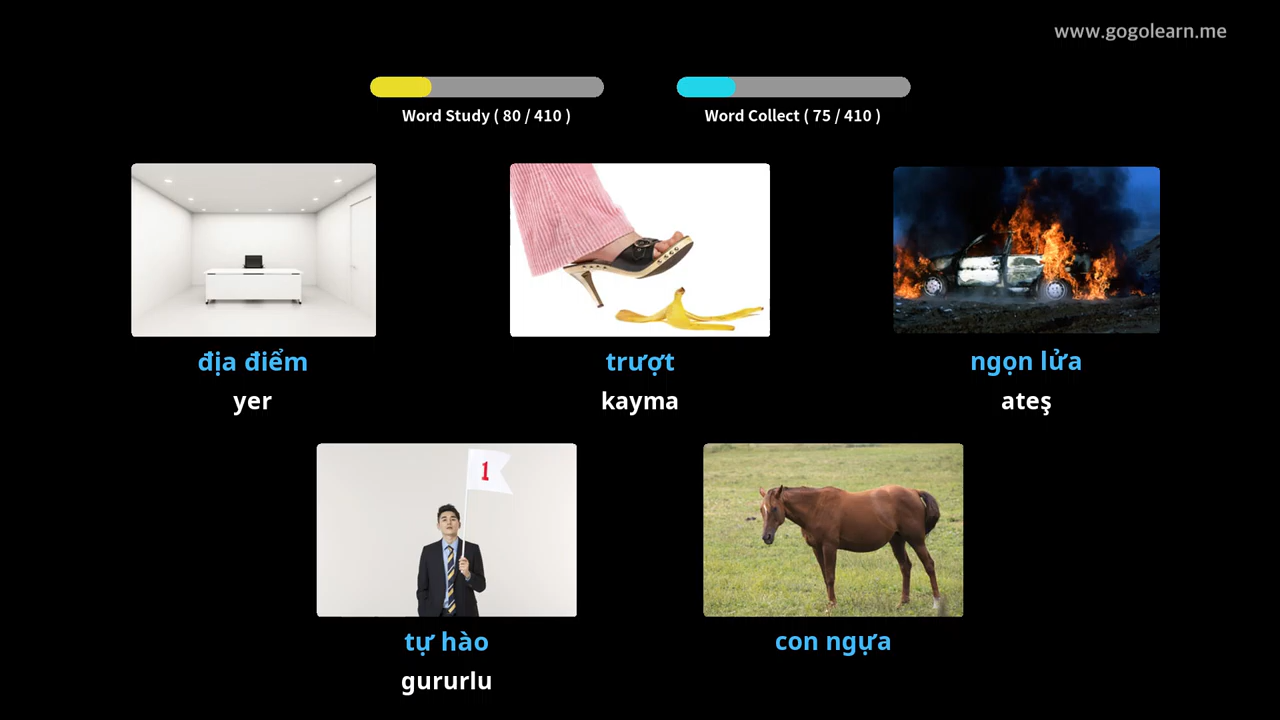 www.gogolearn.me
Word Study ( 80 / 410 )
Word Collect ( 75 / 410 )
địa điểm
yer
trượt
kayma
ngọn lửa
ateş
1
tự hào
gururlu
con ngựa